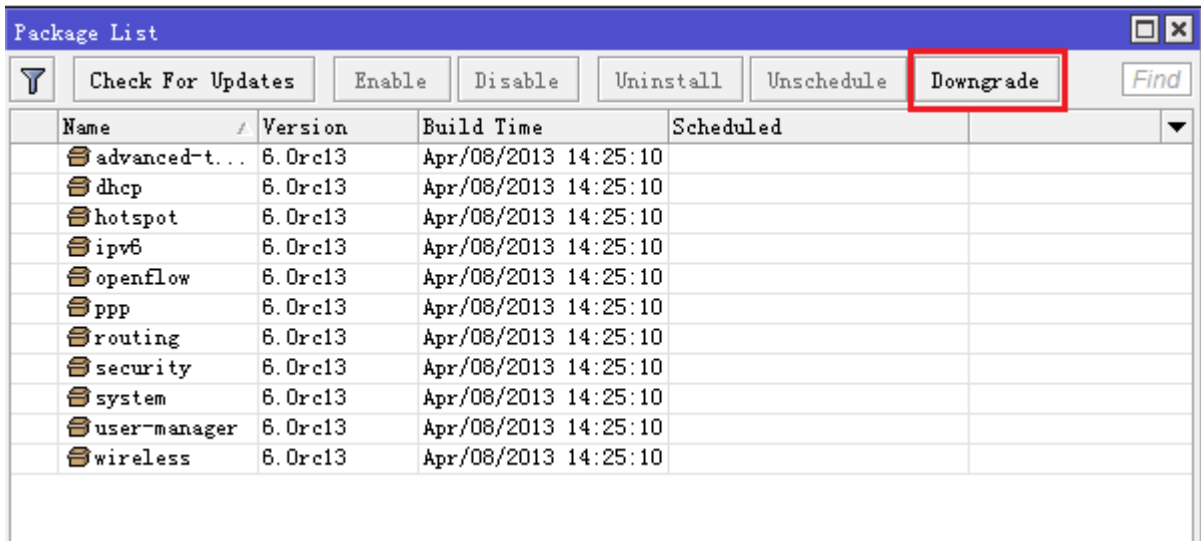 Package List
Check For Updates Enable Disable Uninstall Unschedule Downgrade Find
Name Version Build Time Scheduled
advanced-t... 6.0rc13 Apr/08/2013 14:25:10
dhcp 6.0rc13 Apr/08/2013 14:25:10
hotspot 6.0rc13 Apr/08/2013 14:25:10
ipv6 6.0rc13 Apr/08/2013 14:25:10
openflow 6.0rc13 Apr/08/2013 14:25:10
ppp 6.0rc13 Apr/08/2013 14:25:10
routing 6.0rc13 Apr/08/2013 14:25:10
security 6.0rc13 Apr/08/2013 14:25:10
system 6.0rc13 Apr/08/2013 14:25:10
user-manager 6.0rc13 Apr/08/2013 14:25:10
wireless 6.0rc13 Apr/08/2013 14:25:10